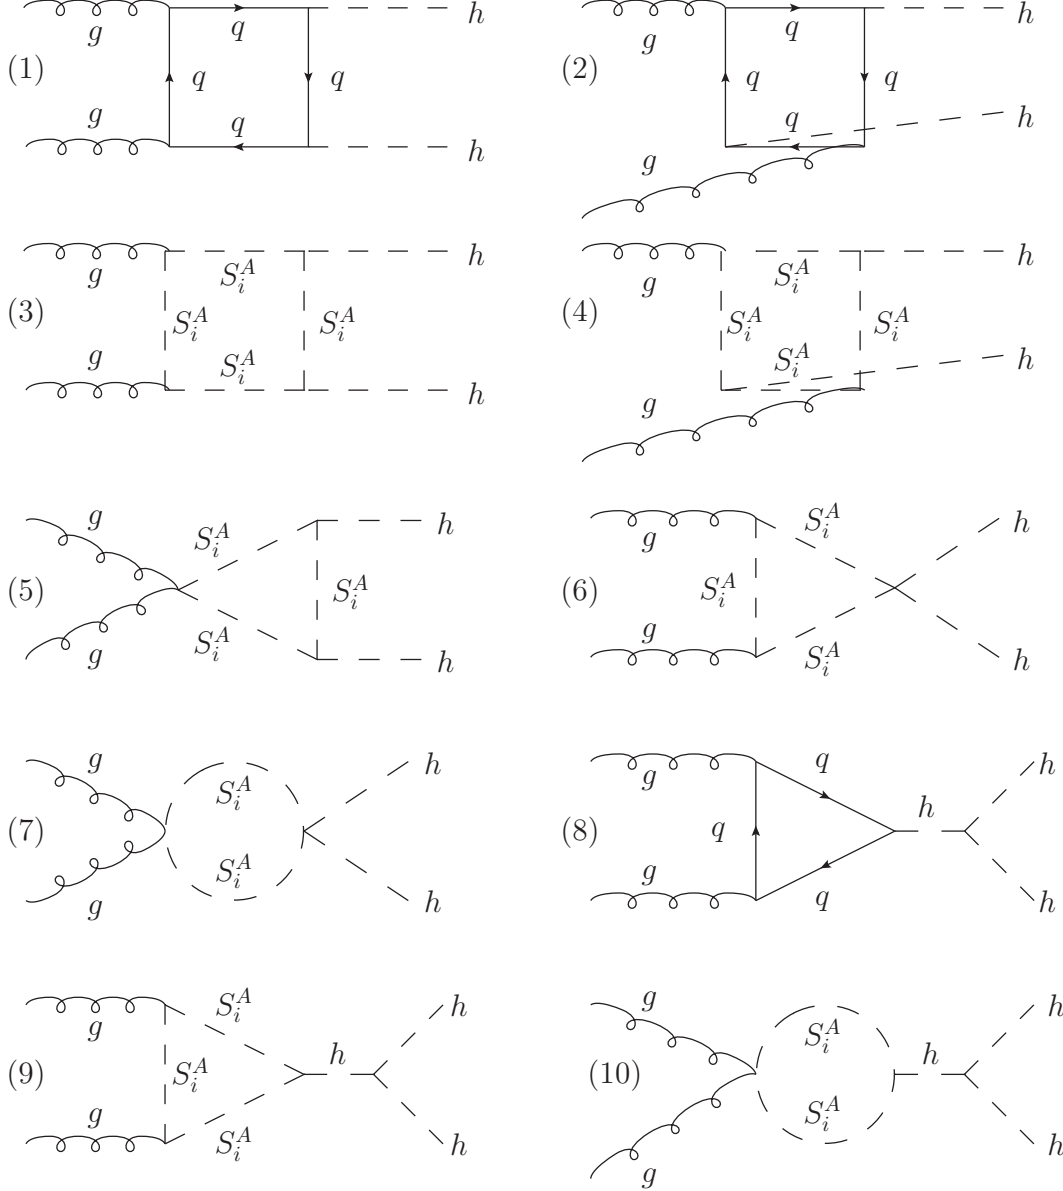 g q h
(1) q q
g q h
g q h
(2) q q
g q h
g S_i^A h
(3) S_i^A S_i^A
g S_i^A h
g S_i^A h
(4) S_i^A S_i^A
g S_i^A h
g S_i^A h
(5) S_i^A
g S_i^A h
g S_i^A h
(6) S_i^A
g S_i^A h
g S_i^A h
(7)
g S_i^A h
g q h
(8) q h
g q h
g S_i^A h
(9) S_i^A h
g S_i^A h
g S_i^A h
(10) h
g S_i^A h